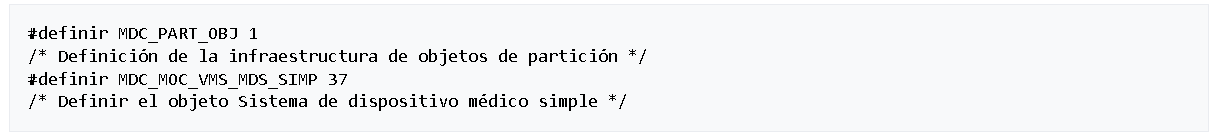 #definir MDC_PART_OBJ 1
/* Definición de la infraestructura de objetos de partición */
#definir MDC_MOC_VMS_MDS_SIMP 37
/* Definir el objeto Sistema de dispositivo médico simple */